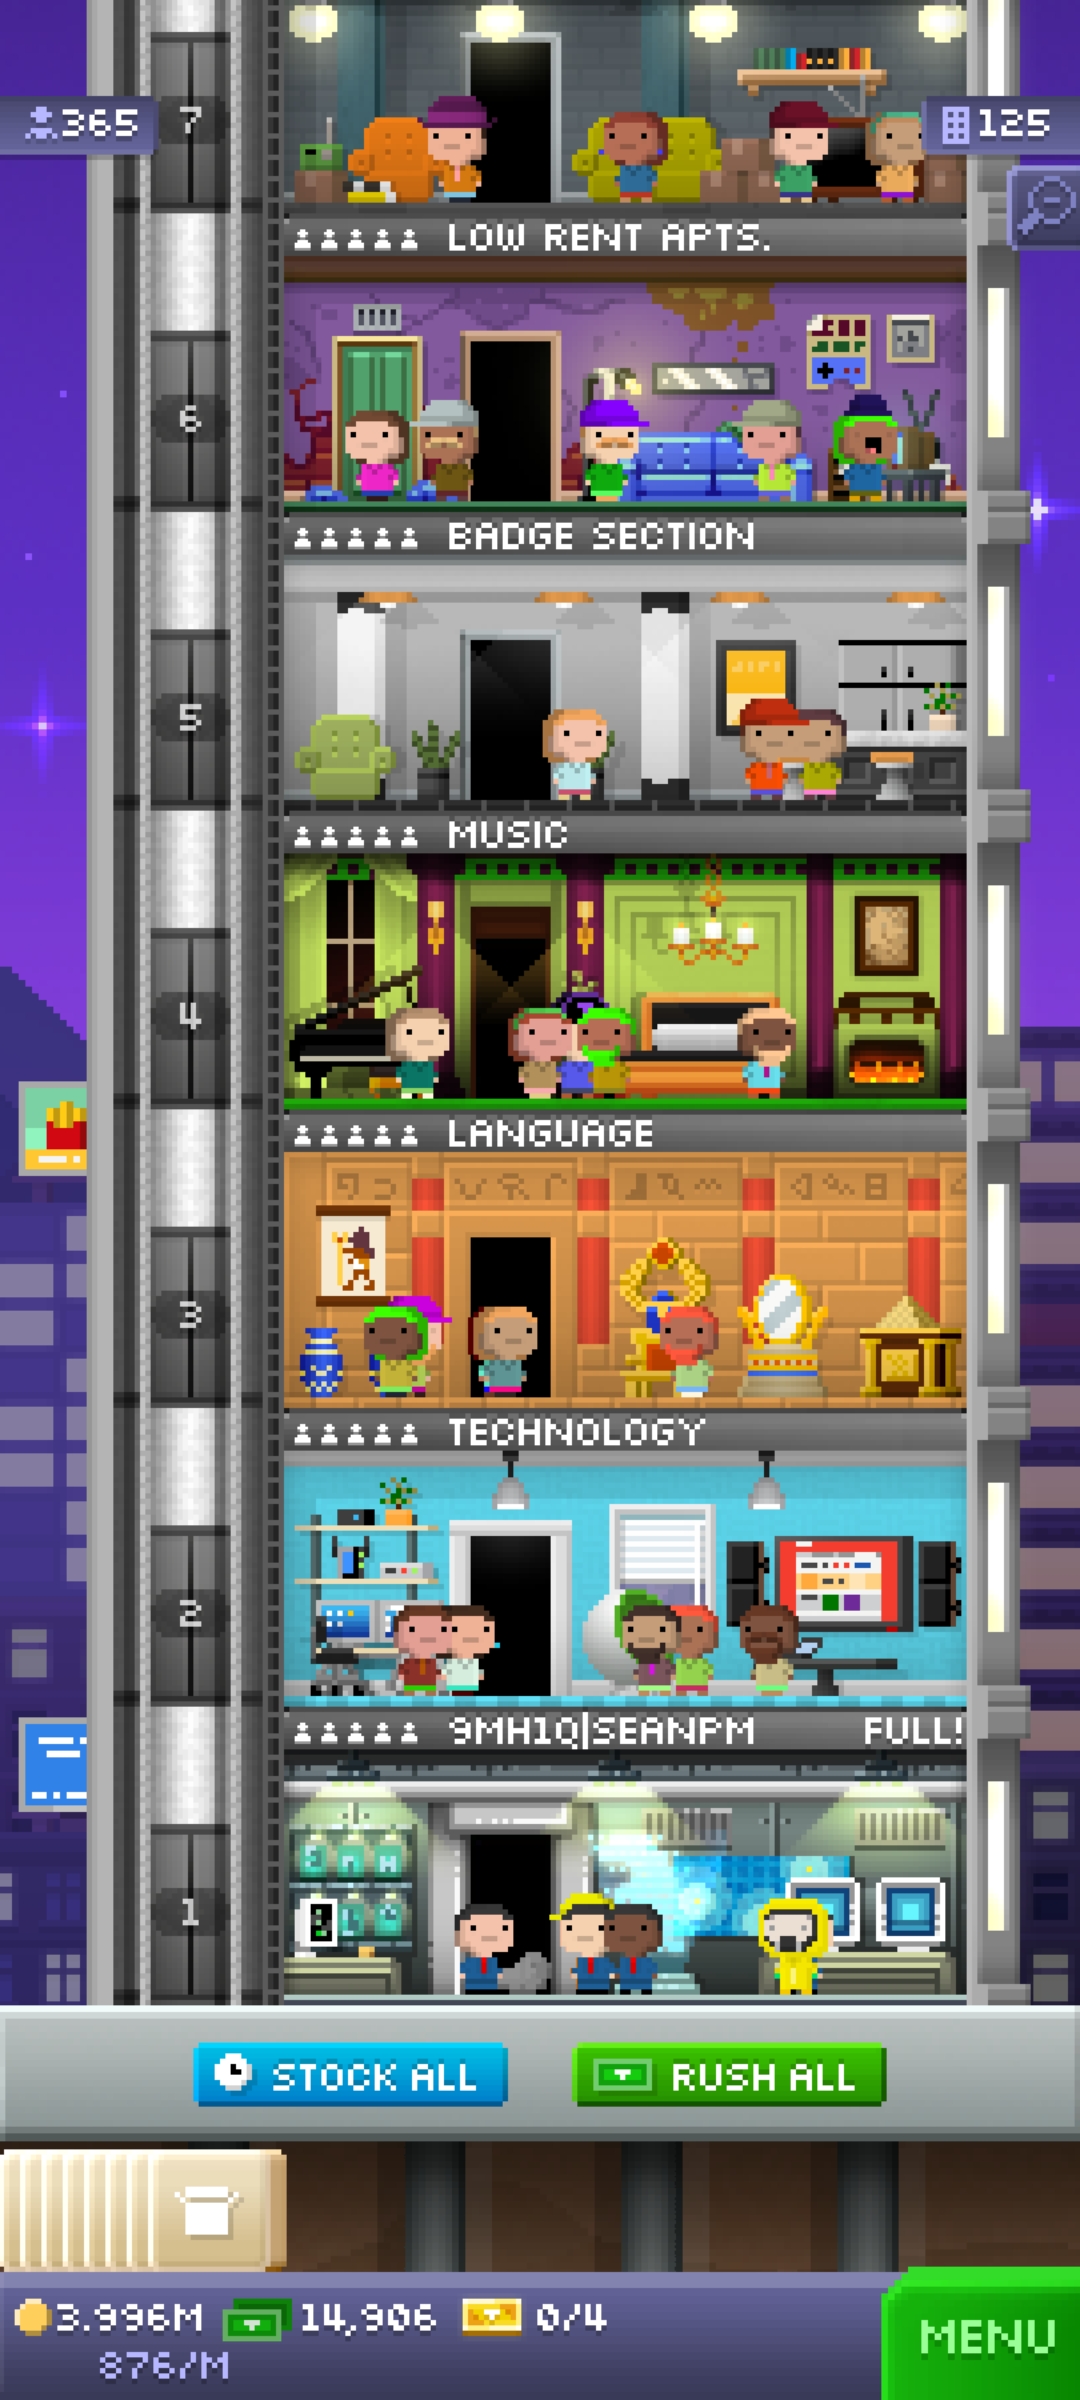 365
7
125
LOW RENT APTS.
6
BADGE SECTION
5
MUSIC
4
LANGUAGE
3
TECHNOLOGY
2
9MH1Q|SEANPM FULL!
1
STOCK ALL
RUSH ALL
3.996M 14,906 0/4
876/M
MENU